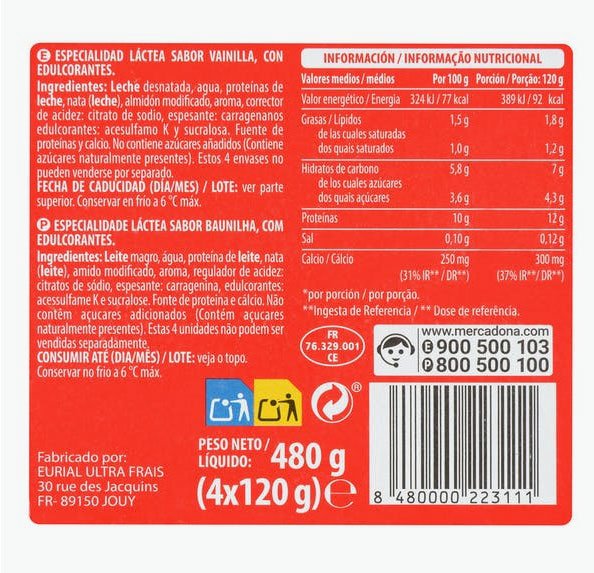 E ESPECIALIDAD LÁCTEA SABOR VAINILLA, CON
EDULCORANTES.
Ingredientes: Leche desnatada, agua, proteínas de
leche, nata (leche), almidón modificado, aroma, corrector
de acidez: citrato de sodio, espesante: carragenanos
edulcorantes: acesulfamo K y sucralosa. Fuente de
proteínas y calcio. No contiene azúcares añadidos (Contiene
azúcares naturalmente presentes). Estos 4 envases no
pueden venderse por separado.
FECHA DE CADUCIDAD (DÍA/MES) / LOTE: ver parte
superior. Conservar en frío a 6 °C máx.
P ESPECIALIDADE LÁCTEA SABOR BAUNILHA, COM
EDULCORANTES.
Ingredientes: Leite magro, água, proteína de leite, nata
(leite), amido modificado, aroma, regulador de acidez:
citratos de sódio, espesante: carragenina, edulcorantes:
acessulfame K e sucralose. Fonte de proteína e cálcio. Não
contêm açucares adicionados (Contém açucares
naturalmente presentes). Estas 4 unidades não podem ser
vendidas separadamente.
CONSUMIR ATÉ (DIA/MÊS) / LOTE: veja o topo.
Conservar no frio a 6 °C máx.
INFORMACIÓN / INFORMAÇÃO NUTRICIONAL
Valores medios / médios Por 100 g Porción / Porção: 120 g
Valor energético / Energia 324 kJ / 77 kcal 389 kJ / 92 kcal
Grasas / Lípidos 1,5 g 1,8 g
de las cuales saturadas
dos quais saturados 1,0 g 1,2 g
Hidratos de carbono 5,8 g 7 g
de los cuales azúcares
dos quais açúcares 3,6 g 4,3 g
Proteínas 10 g 12 g
Sal 0,10 g 0,12 g
Calcio / Cálcio 250 mg 300 mg
(31% IR**/ DR**) (37% IR**/ DR**)
*por porción / por porção.
**Ingesta de Referencia / ** Dose de referência.
FR
76.329.001
CE
www.mercadona.com
E 900 500 103
P 800 500 100
®
PESO NETO /
LÍQUIDO: 480 g
(4x120 g) e
Fabricado por:
EURIAL ULTRA FRAIS
30 rue des Jacquins
FR- 89150 JOUY
8 480000 223111